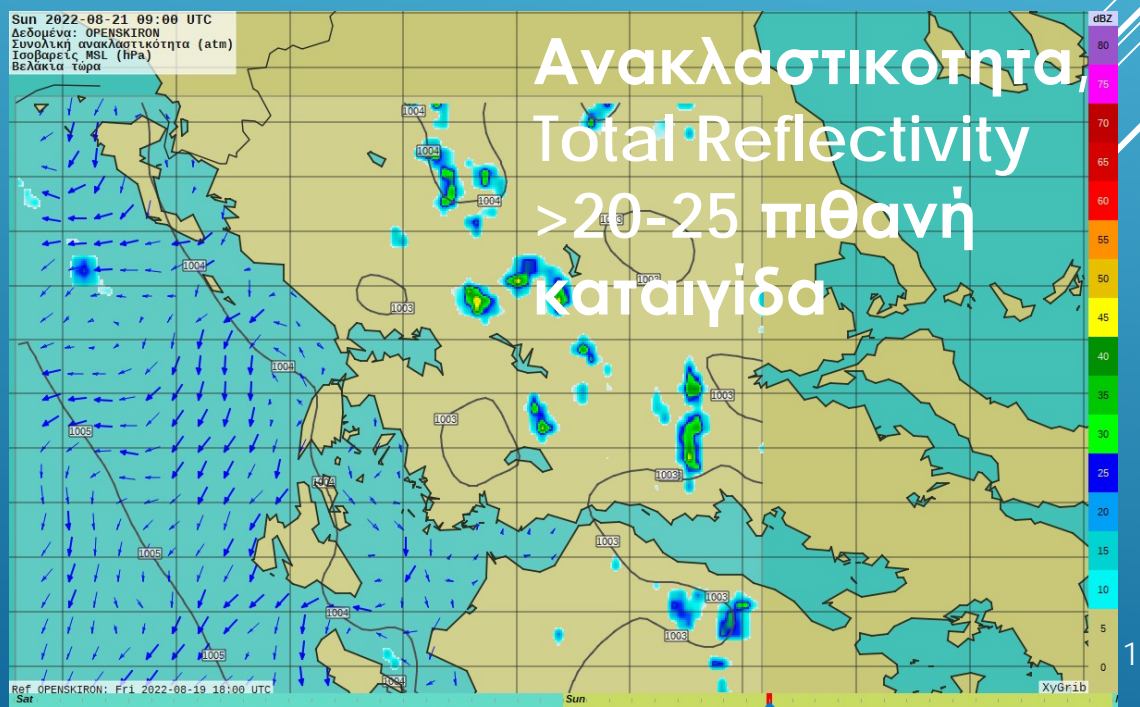 Sun 2022-08-21 09:00 UTC
Δεδομένα: OPENSKIRON
Συνολική ανακλαστικότητα (atm)
Ισοβαρείς MSL (hPa)
Βελάκια τώρα
Ανακλαστικοτητα,
Total Reflectivity
>20-25 πιθανή
καταιγίδα
dBZ
80
75
70
65
60
55
50
45
40
35
30
25
20
15
10
5
0
1004
1004
1004
1003
1003
1004
1003
1004
1003
1003
1005
1003
1004
1003
1005
1003
1004
1003
1005
1004
1
Ref OPENSKIRON: Fri 2022-08-19 18:00 UTC
XyGrib
Sat
Sun